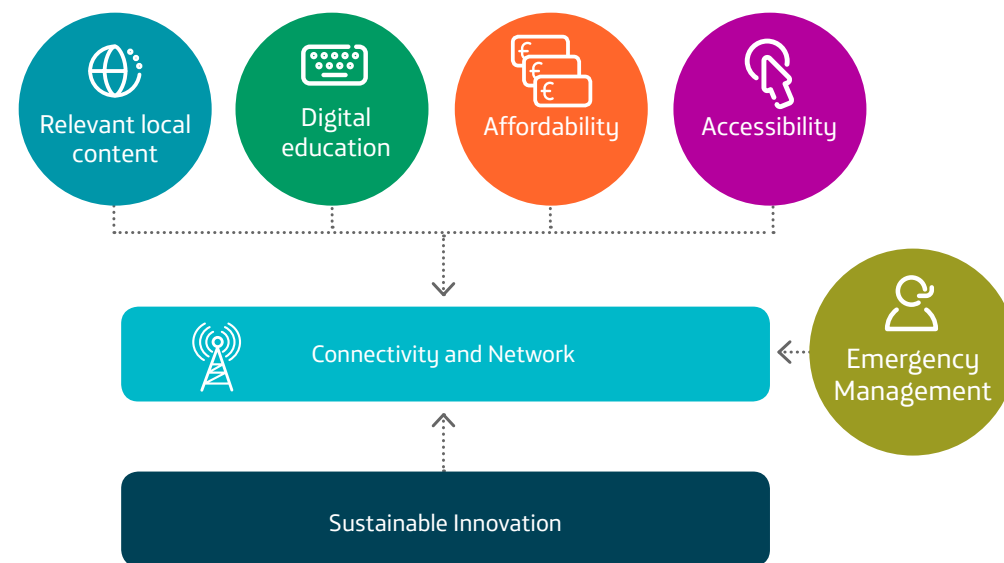 Relevant local
content
Digital
education
€
€
€
Affordability
Accessibility
Connectivity and Network
Emergency
Management
Sustainable Innovation